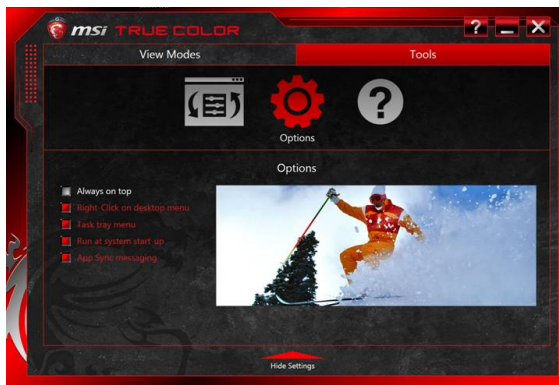 msi TRUE COLOR
? _ X
View Modes Tools
?
Options
Options
Always on top
Right-Click on desktop menu
Task tray menu
Run at system start up
App Sync messaging
Hide Settings